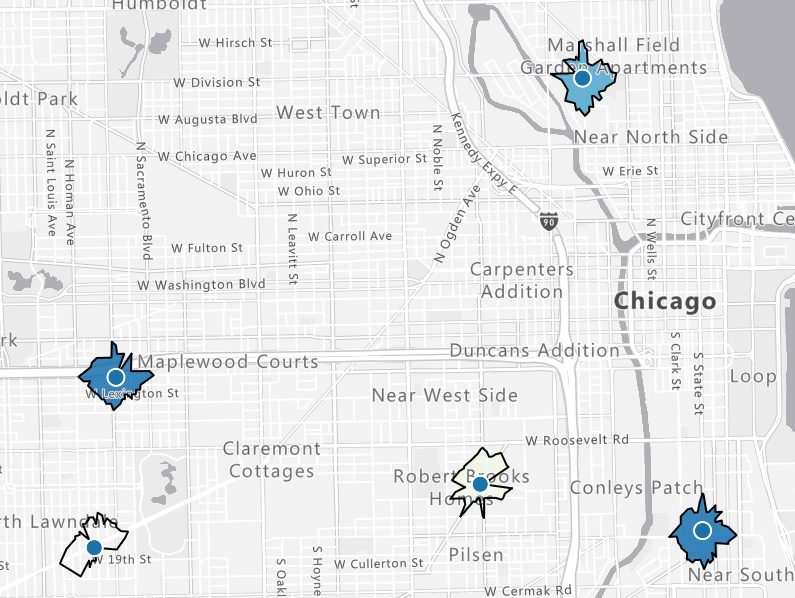 Humboldt
St
W Hirsch St
Marshall Field
Garden Apartments
W Division St
oldt Park
West Town
W Augusta Blvd
Kennedy Expy E
N Noble St
Near North Side
N Saint Louis Ave
N Homan Ave
N Sacramento Blvd
W Chicago Ave
W Superior St
W Huron St
W Erie St
W Ohio St
N Ogden Ave
90
N Leavitt St
W Carroll Ave
N Wells St
Cityfront Ce
W Fulton St
W Washington Blvd
Carpenters
Addition
Chicago
rk
Maplewood Courts
Duncans Addition
S Clark St
S State St
Loop
W Lexington St
Near West Side
W Roosevelt Rd
Claremont
Cottages
Robert Brooks
Homes
Conleys Patch
rth Lawndale
W 19th St
St
S Oakl
S Hoyne
W Cullerton St
Pilsen
W Cermak Rd
Near South